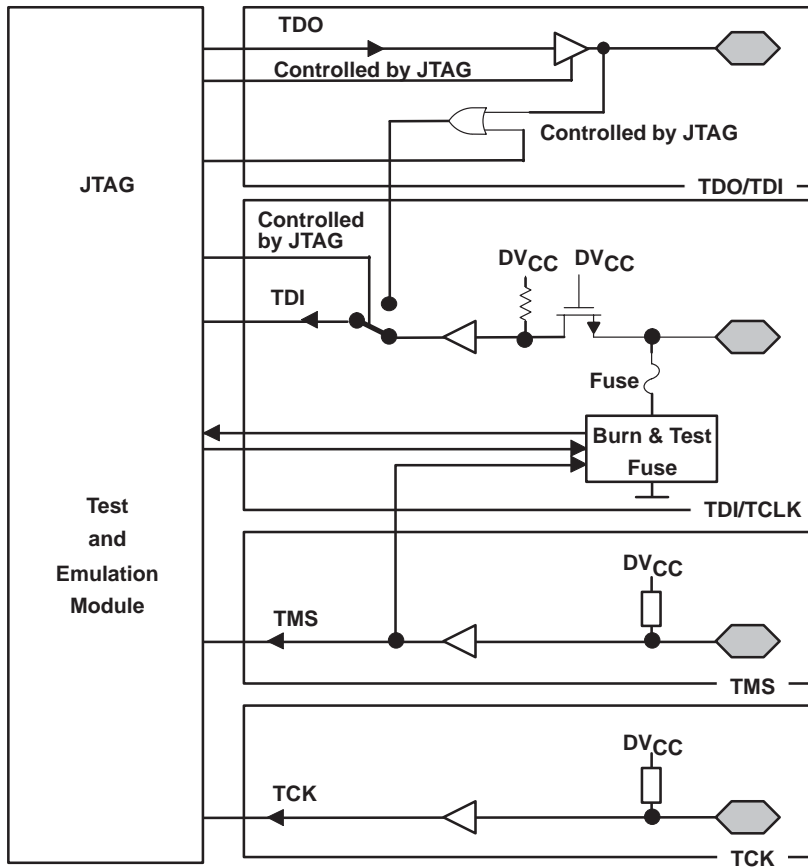 TDO
Controlled by JTAG
Controlled by JTAG
JTAG
TDO/TDI
Controlled
by JTAG
DVCC
DVCC
TDI
Fuse
Burn & Test
Fuse
TDI/TCLK
Test
and
Emulation
Module
DVCC
TMS
TMS
DVCC
TCK
TCK